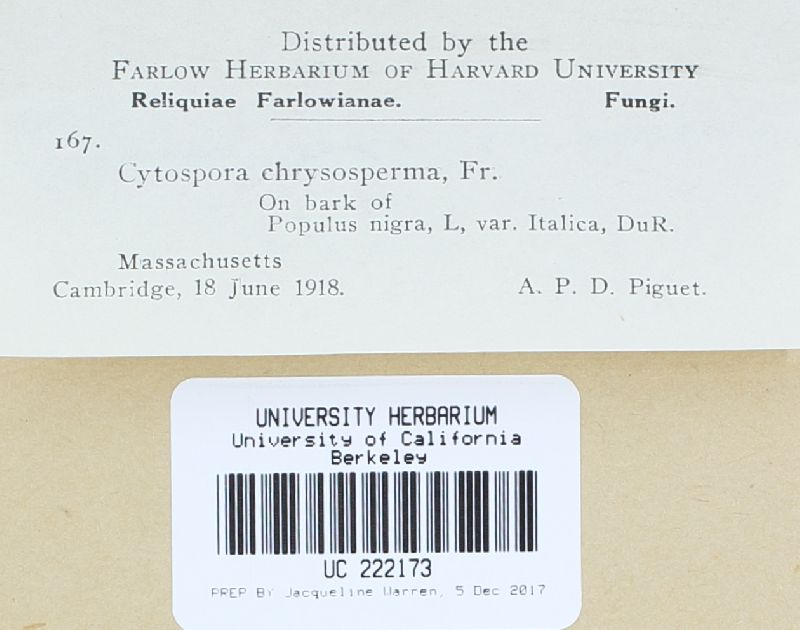 Distributed by the
FARLOW HERBARIUM OF HARVARD UNIVERSITY
Reliquiae Farlowianae. Fungi.
167.
Cytospora chrysosperma, Fr.
On bark of
Populus nigra, L, var. Italica, DuR.
Massachusetts
Cambridge, 18 June 1918. A. P. D. Piguet.
UNIVERSITY HERBARIUM
University of California
Berkeley
UC 222173
PREP BY Jacqueline Warren, 5 Dec 2017